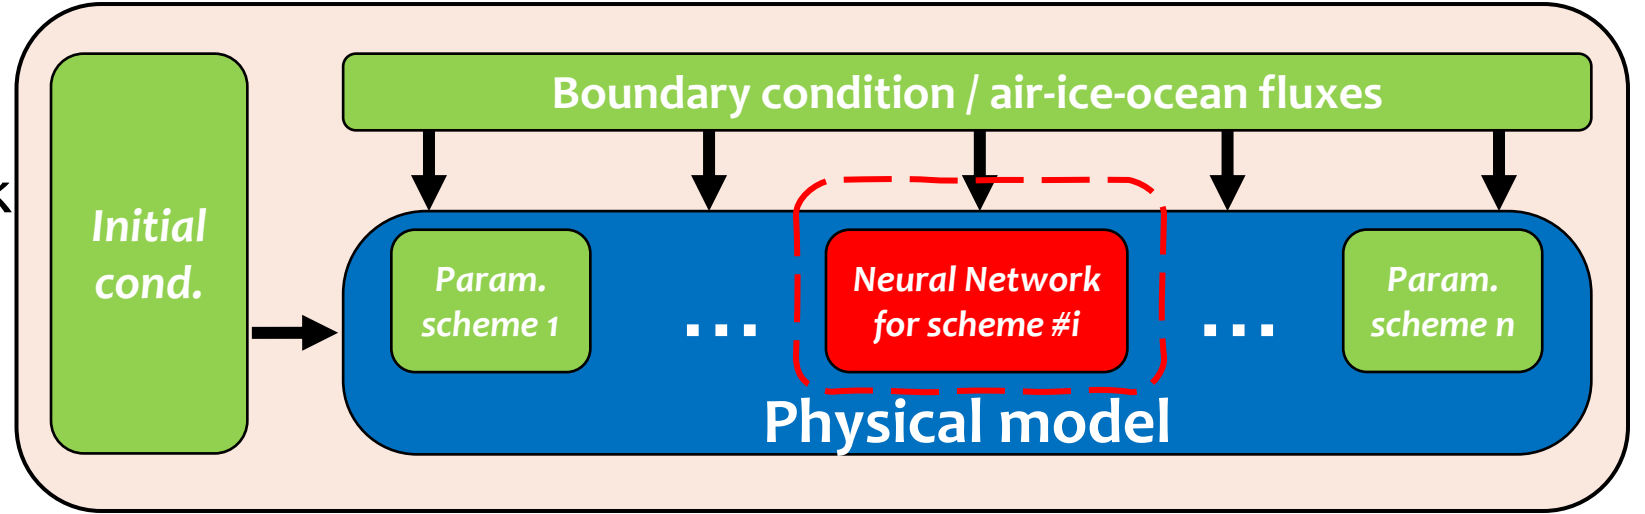 Boundary condition / air-ice-ocean fluxes
k
Initial
cond.
Param.
scheme 1
...
Neural Network
for scheme #i
...
Param.
scheme n
Physical model